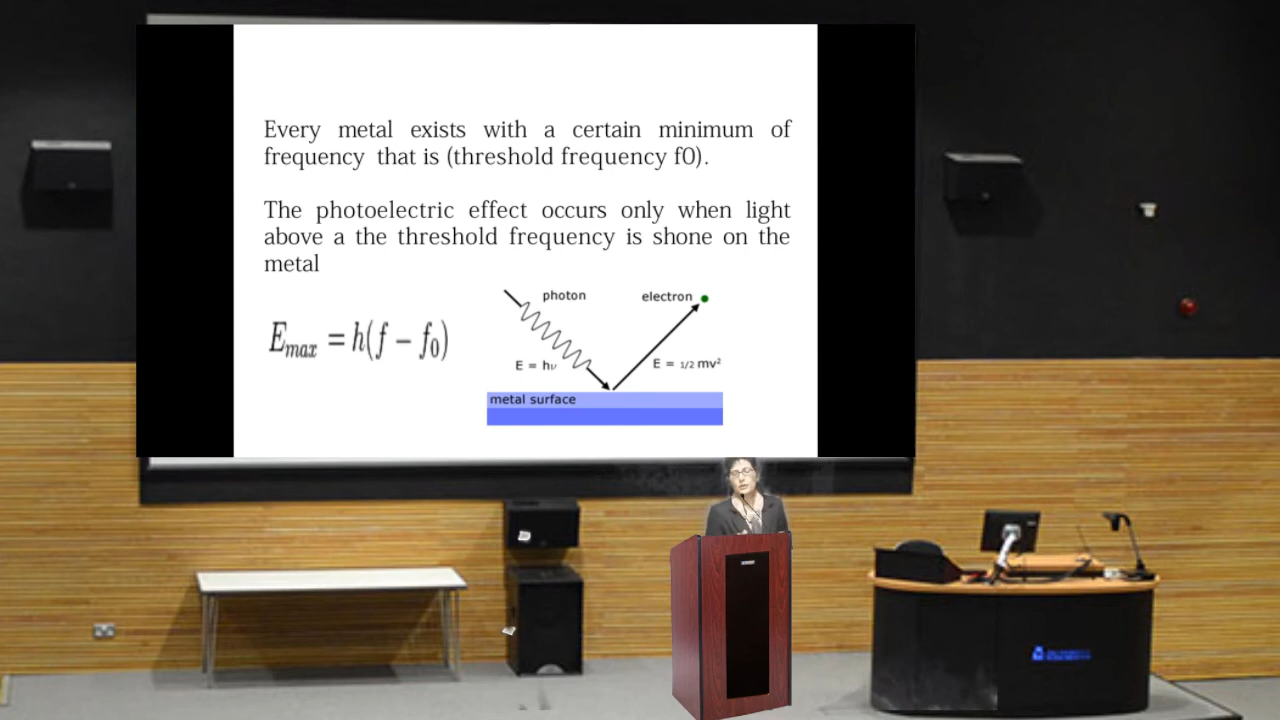 Every metal exists with a certain minimum of
frequency that is (threshold frequency f0).
The photoelectric effect occurs only when light
above a the threshold frequency is shone on the
metal
E_max = h(f − f_0)
photon
electron
E = hν
E = 1/2 mv²
metal surface